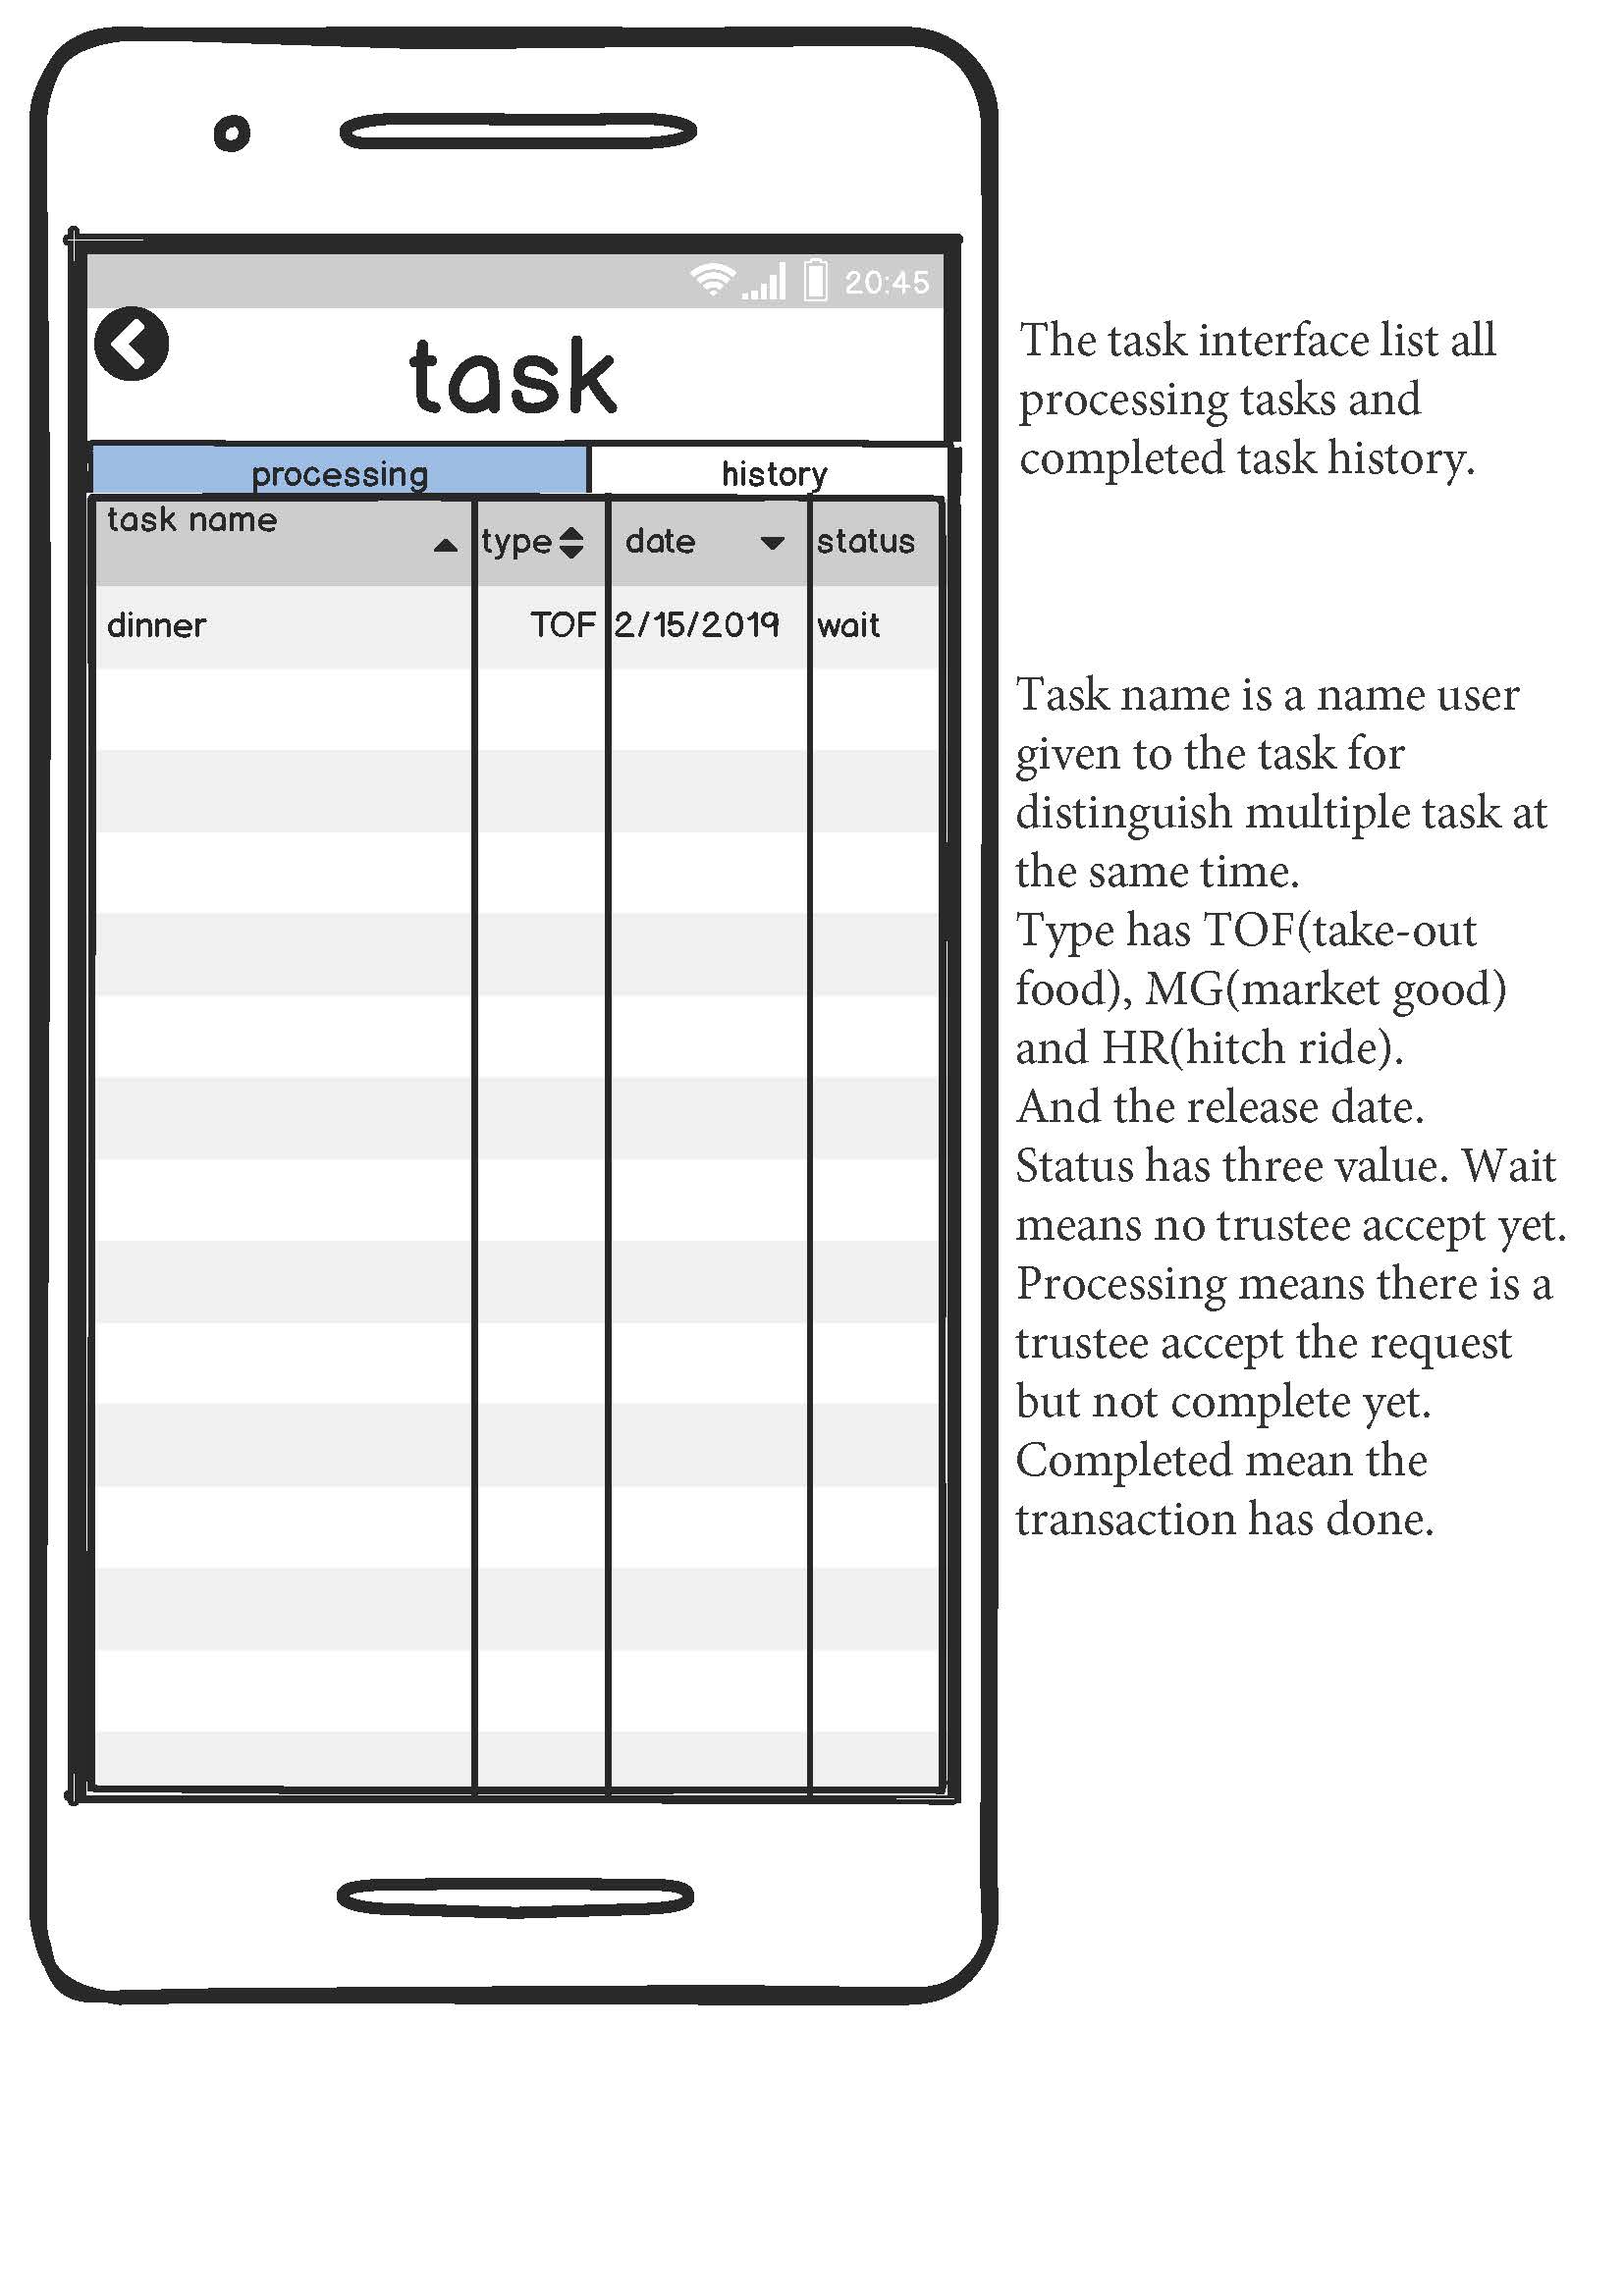 20:45
task
processing history
task name type date status
dinner TOF 2/15/2019 wait
The task interface list all
processing tasks and
completed task history.
Task name is a name user
given to the task for
distinguish multiple task at
the same time.
Type has TOF(take-out
food), MG(market good)
and HR(hitch ride).
And the release date.
Status has three value. Wait
means no trustee accept yet.
Processing means there is a
trustee accept the request
but not complete yet.
Completed mean the
transaction has done.